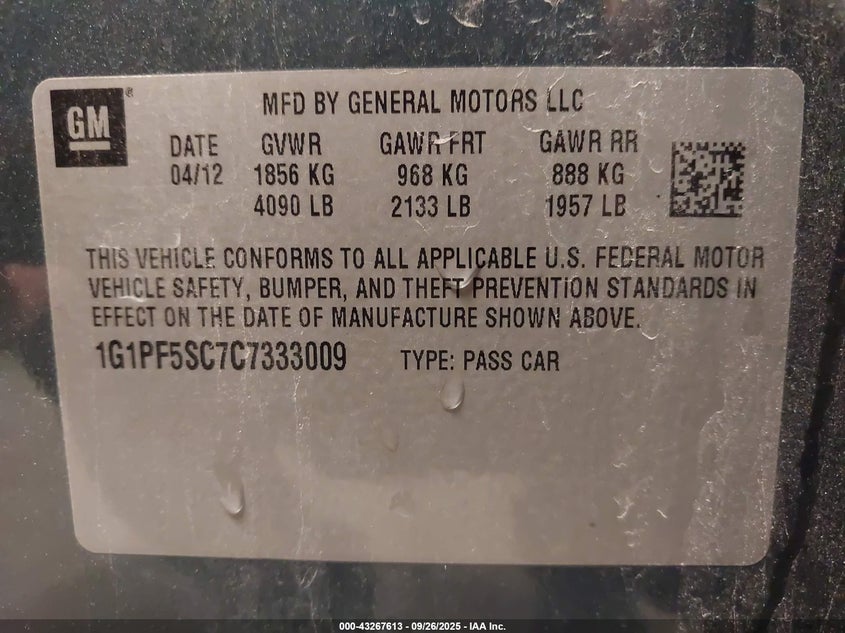 GM ®
MFD BY GENERAL MOTORS LLC
DATE GVWR GAWR FRT GAWR RR
04/12 1856 KG 968 KG 888 KG
4090 LB 2133 LB 1957 LB
THIS VEHICLE CONFORMS TO ALL APPLICABLE U.S. FEDERAL MOTOR
VEHICLE SAFETY, BUMPER, AND THEFT PREVENTION STANDARDS IN
EFFECT ON THE DATE OF MANUFACTURE SHOWN ABOVE.
1G1PF5SC7C7333009 TYPE: PASS CAR
000-43267613 - 09/26/2025 - IAA Inc.